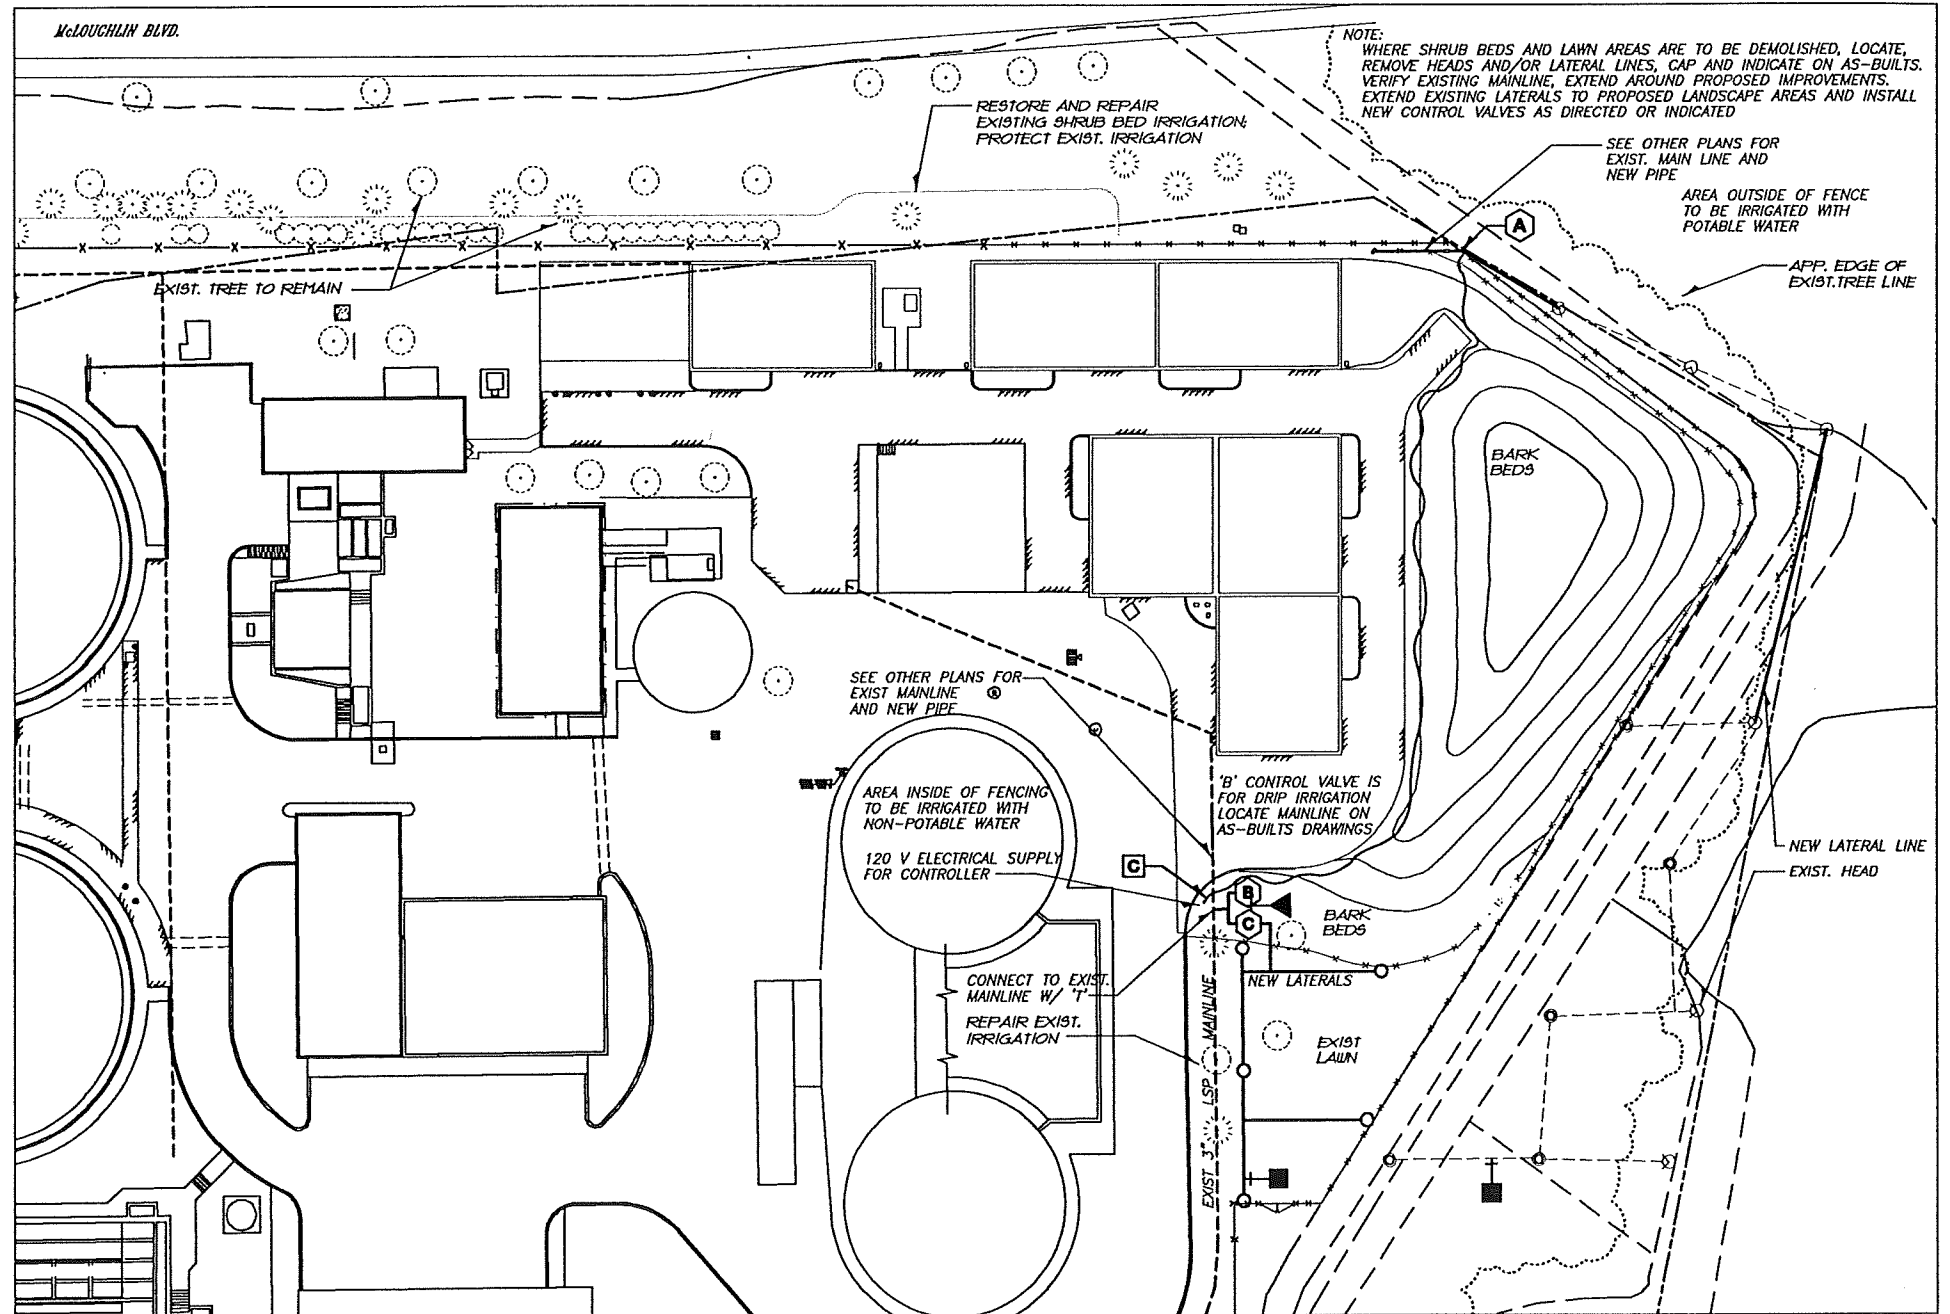 McLOUGHLIN BLVD.
NOTE:
WHERE SHRUB BEDS AND LAWN AREAS ARE TO BE DEMOLISHED, LOCATE,
REMOVE HEADS AND/OR LATERAL LINES, CAP AND INDICATE ON AS-BUILTS.
VERIFY EXISTING MAINLINE, EXTEND AROUND PROPOSED IMPROVEMENTS.
EXTEND EXISTING LATERALS TO PROPOSED LANDSCAPE AREAS AND INSTALL
NEW CONTROL VALVES AS DIRECTED OR INDICATED
RESTORE AND REPAIR
EXISTING SHRUB BED IRRIGATION;
PROTECT EXIST. IRRIGATION
SEE OTHER PLANS FOR
EXIST. MAIN LINE AND
NEW PIPE
AREA OUTSIDE OF FENCE
TO BE IRRIGATED WITH
POTABLE WATER
A
APP. EDGE OF
EXIST. TREE LINE
EXIST. TREE TO REMAIN
BARK
BEDS
SEE OTHER PLANS FOR
EXIST MAINLINE
AND NEW PIPE
'B' CONTROL VALVE IS
FOR DRIP IRRIGATION
LOCATE MAINLINE ON
AS-BUILTS DRAWINGS
AREA INSIDE OF FENCING
TO BE IRRIGATED WITH
NON-POTABLE WATER
120 V ELECTRICAL SUPPLY
FOR CONTROLLER
C
B
C
BARK
BEDS
NEW LATERAL LINE
EXIST. HEAD
CONNECT TO EXIST.
MAINLINE W/ 'T'
NEW LATERALS
REPAIR EXIST.
IRRIGATION
EXIST
LAWN
EXIST 3" LSP MAINLINE